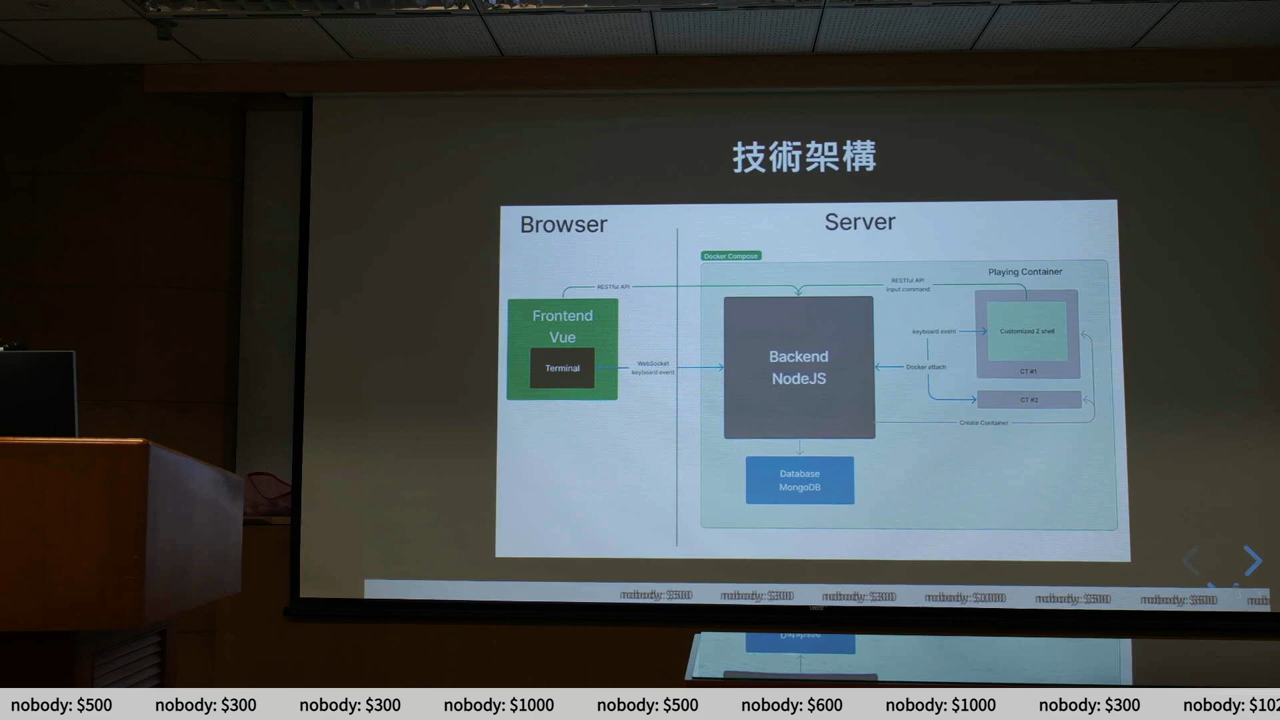 技術架構
Browser
Server
Docker Compose
Playing Container
RESTful API
RESTful API
input command
Frontend
Vue
Terminal
WebSocket
keyboard event
Backend
NodeJS
keyboard event
Customized Z shell
Docker attach
CT #1
CT #2
Create Container
Database
MongoDB
nobody: $500 nobody: $300 nobody: $300 nobody: $1000 nobody: $500 nobody: $600 nobody: $1000 nobody: $300 nobody: $102